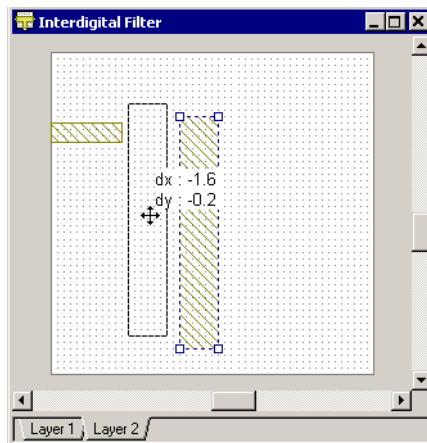 Interdigital Filter
dx : -1.6
dy : -0.2
Layer 1 Layer 2